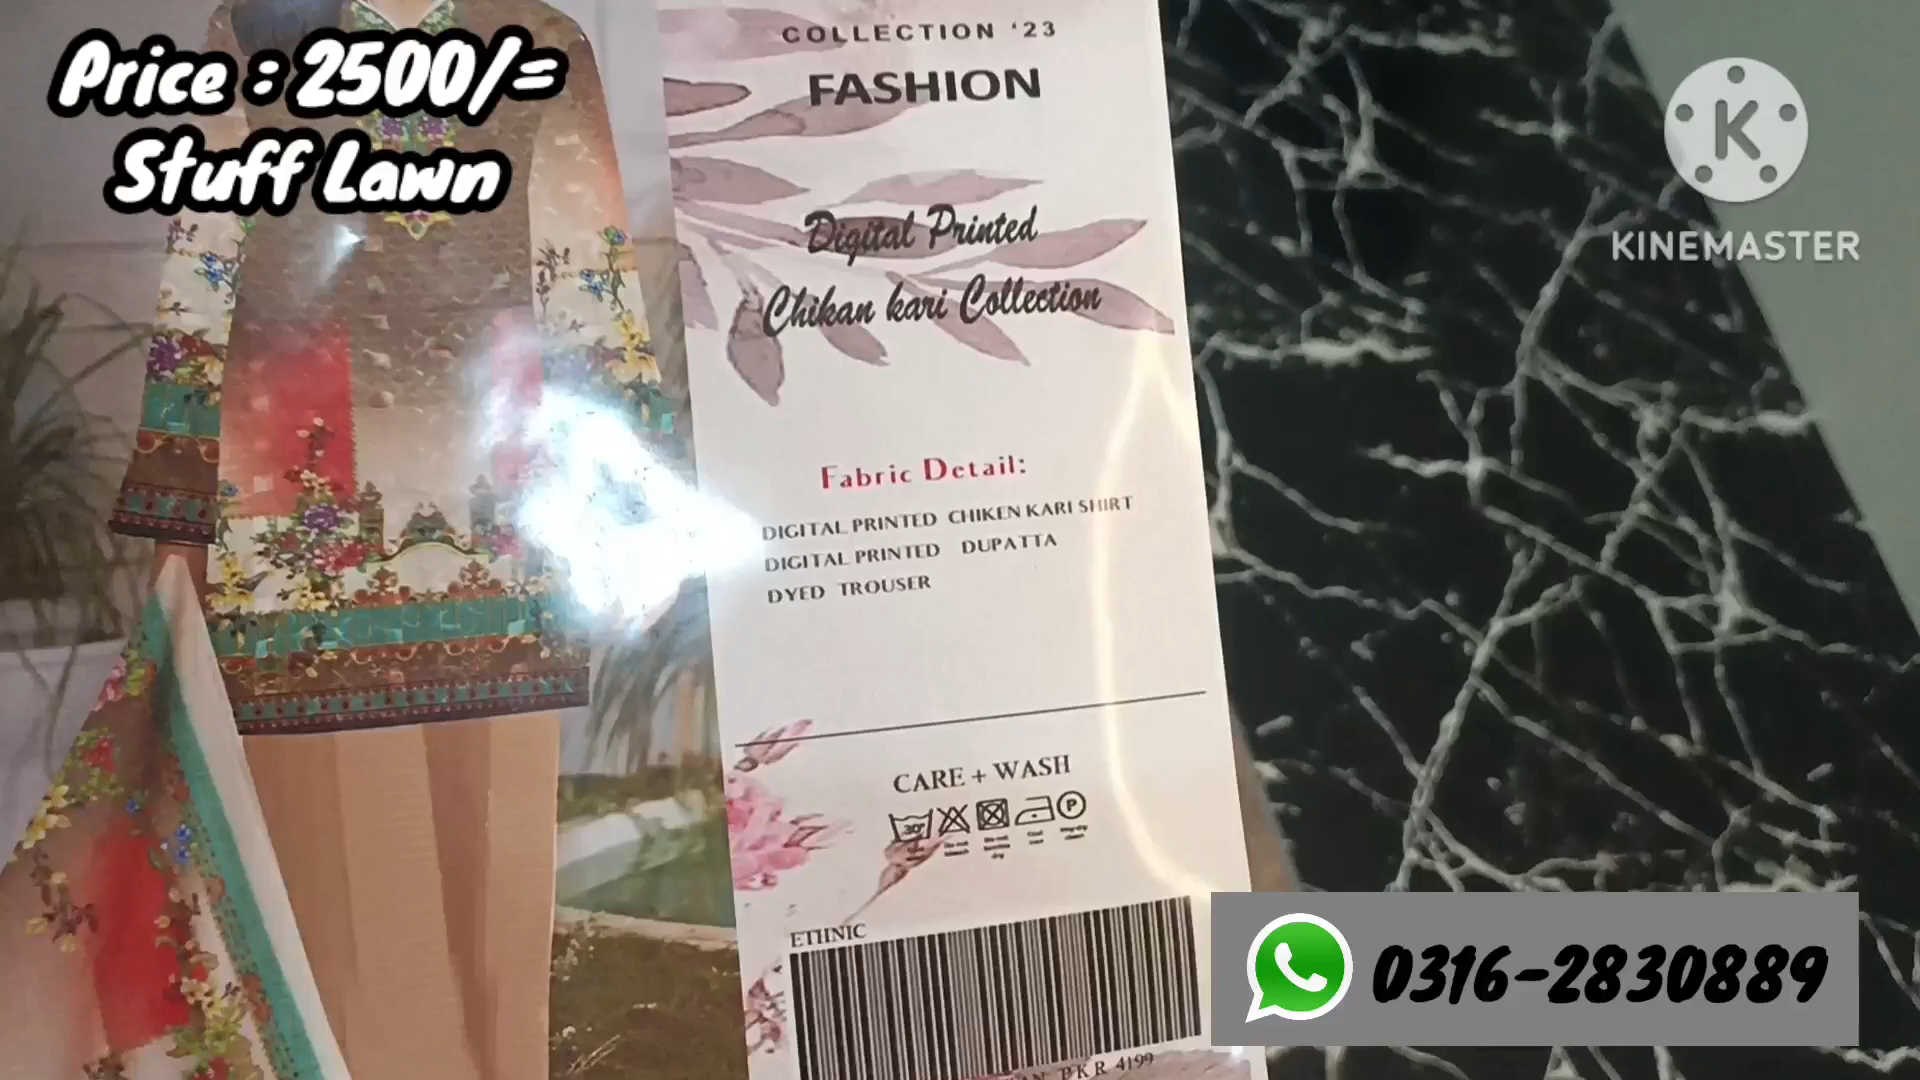 Price : 2500/=
Stuff Lawn
COLLECTION ‘23
FASHION
Digital Printed
Chikan kari Collection
Fabric Detail:
DIGITAL PRINTED CHIKEN KARI SHIRT
DIGITAL PRINTED DUPATTA
DYED TROUSER
CARE + WASH
30°
P
ETHNIC
PKR 4199
K
KINEMASTER
0316-2830889